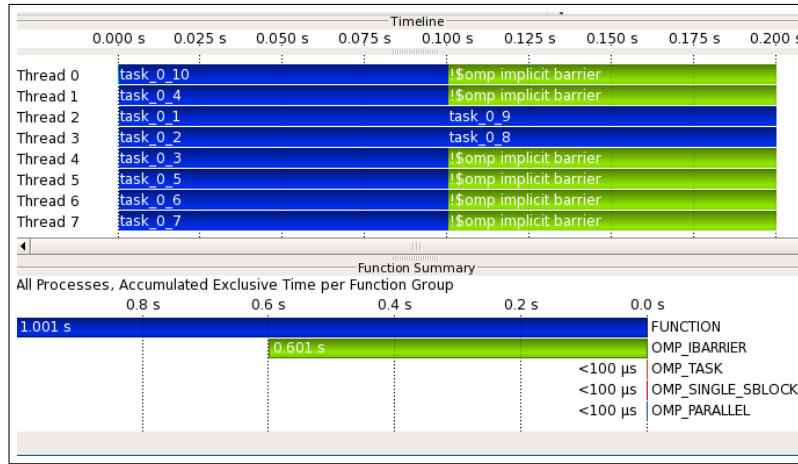 Timeline
0.000 s 0.025 s 0.050 s 0.075 s 0.100 s 0.125 s 0.150 s 0.175 s 0.200 s
Thread 0 task_0_10 !$omp implicit barrier
Thread 1 task_0_4 !$omp implicit barrier
Thread 2 task_0_1 task_0_9
Thread 3 task_0_2 task_0_8
Thread 4 task_0_3 !$omp implicit barrier
Thread 5 task_0_5 !$omp implicit barrier
Thread 6 task_0_6 !$omp implicit barrier
Thread 7 task_0_7 !$omp implicit barrier
Function Summary
All Processes, Accumulated Exclusive Time per Function Group
0.8 s 0.6 s 0.4 s 0.2 s 0.0 s
1.001 s FUNCTION
0.601 s OMP_IBARRIER
<100 µs OMP_TASK
<100 µs OMP_SINGLE_SBLOCK
<100 µs OMP_PARALLEL